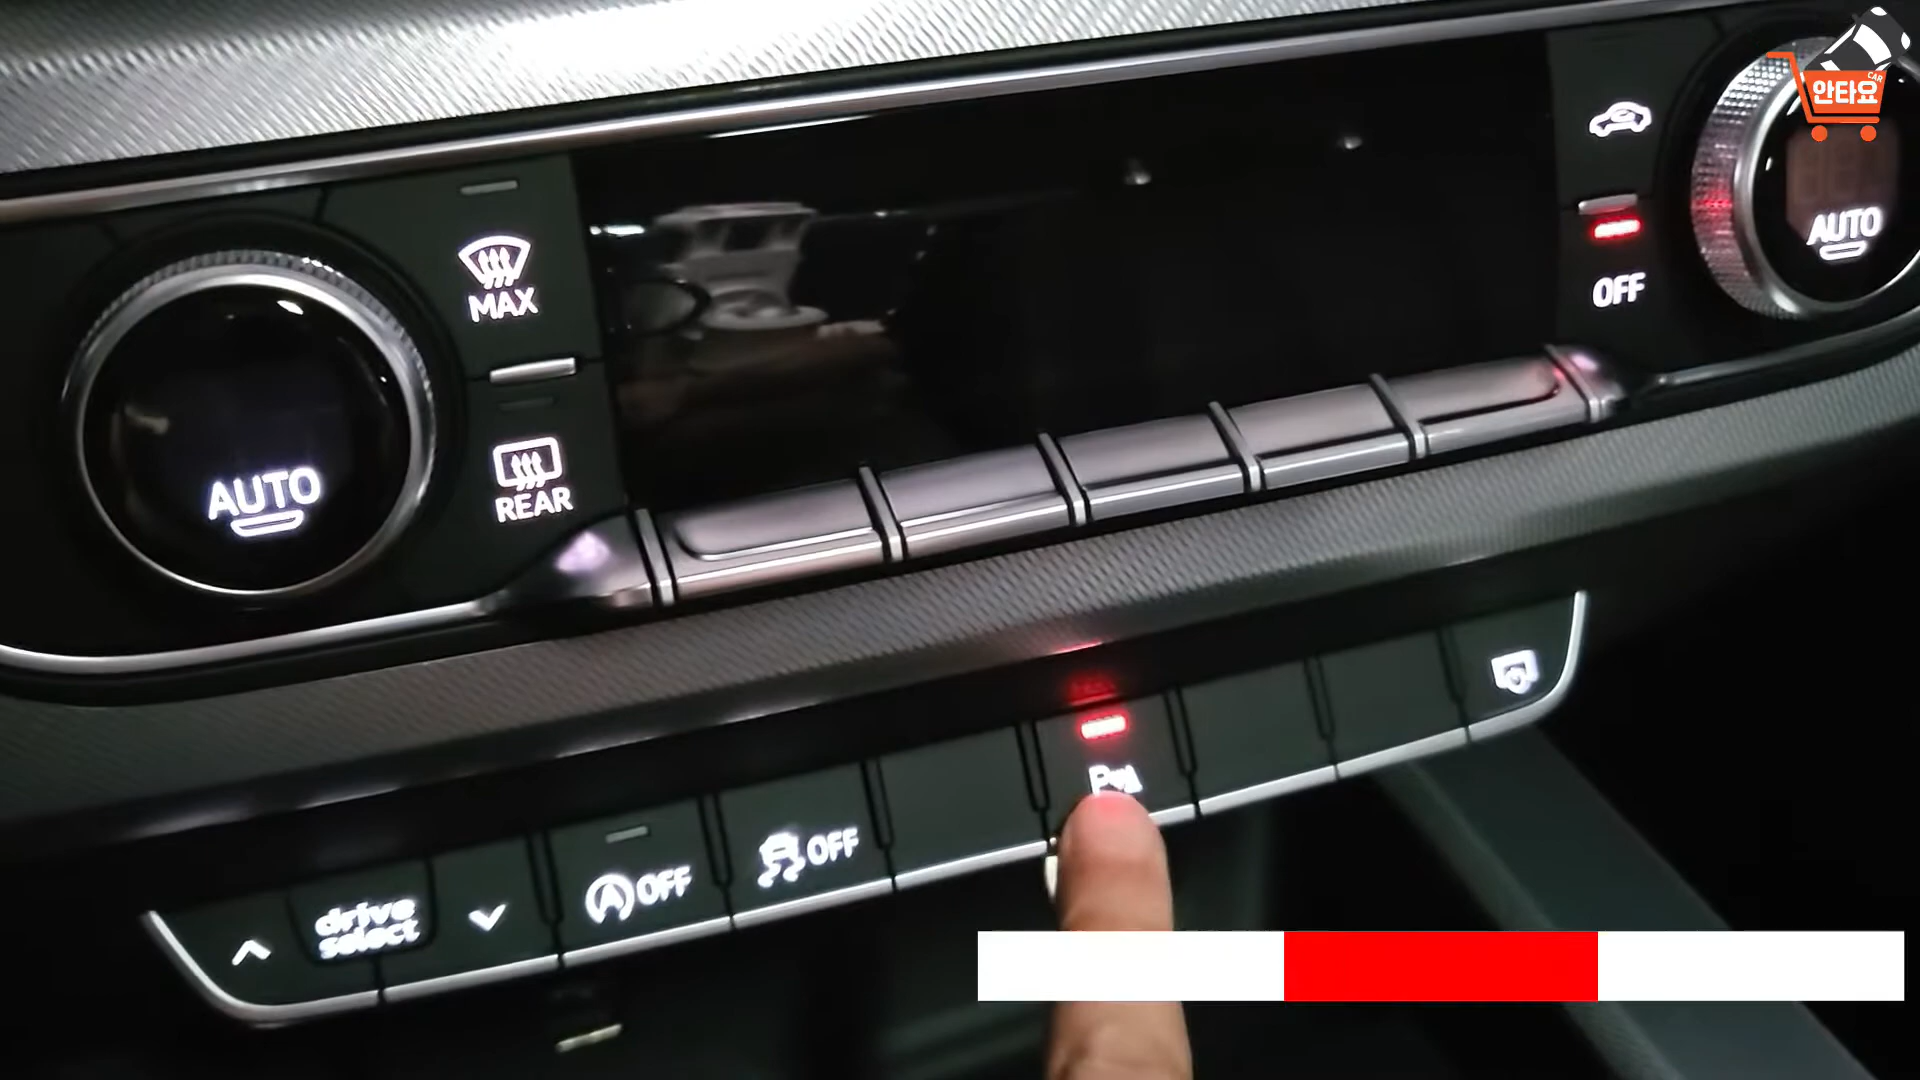 CAR
안타요
MAX
AUTO
OFF
AUTO
REAR
drive
select
OFF
OFF